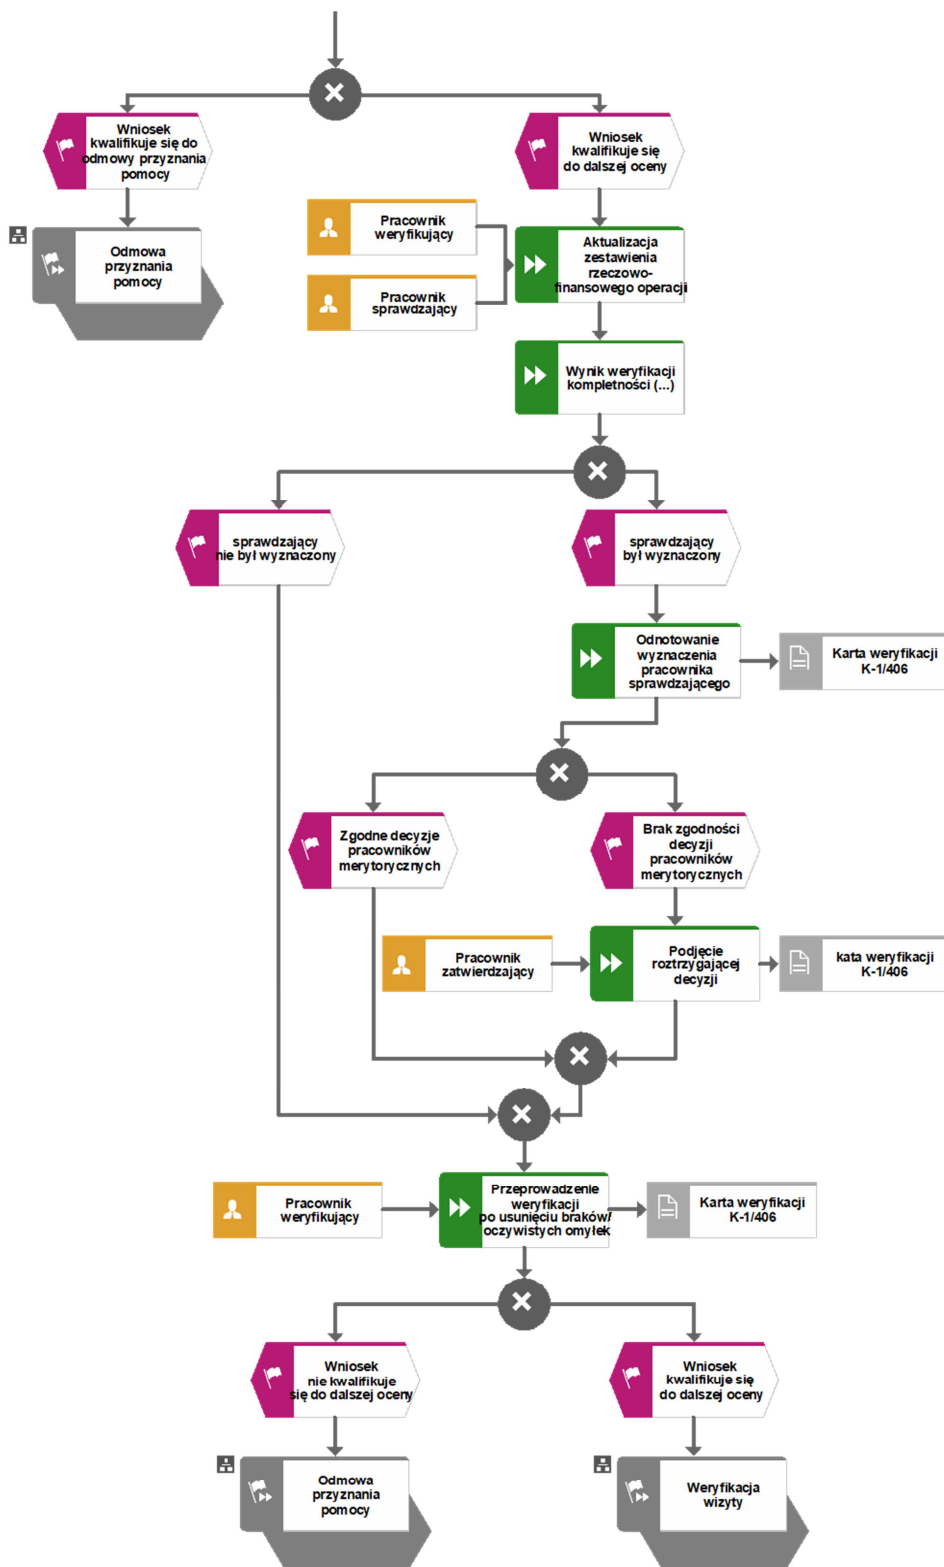 Wniosek
kwalifikuje się do
odmowy przyznania
pomocy
Wniosek
kwalifikuje się
do dalszej oceny
Odmowa
przyznania
pomocy
Pracownik
weryfikujący
Pracownik
sprawdzający
Aktualizacja
zestawienia
rzeczowo-
finansowego operacji
Wynik weryfikacji
kompletności (...)
sprawdzający
nie był wyznaczony
sprawdzający
był wyznaczony
Odnotowanie
wyznaczenia
pracownika
sprawdzającego
Karta weryfikacji
K-1/406
Zgodne decyzje
pracowników
merytorycznych
Brak zgodności
decyzji
pracowników
merytorycznych
Pracownik
zatwierdzający
Podjęcie
roztrzygającej
decyzji
kata weryfikacji
K-1/406
Pracownik
weryfikujący
Przeprowadzenie
weryfikacji
po usunięciu braków/
oczywistych omyłek
Karta weryfikacji
K-1/406
Wniosek
nie kwalifikuje
się do dalszej oceny
Wniosek
kwalifikuje się
do dalszej oceny
Odmowa
przyznania
pomocy
Weryfikacja
wizyty